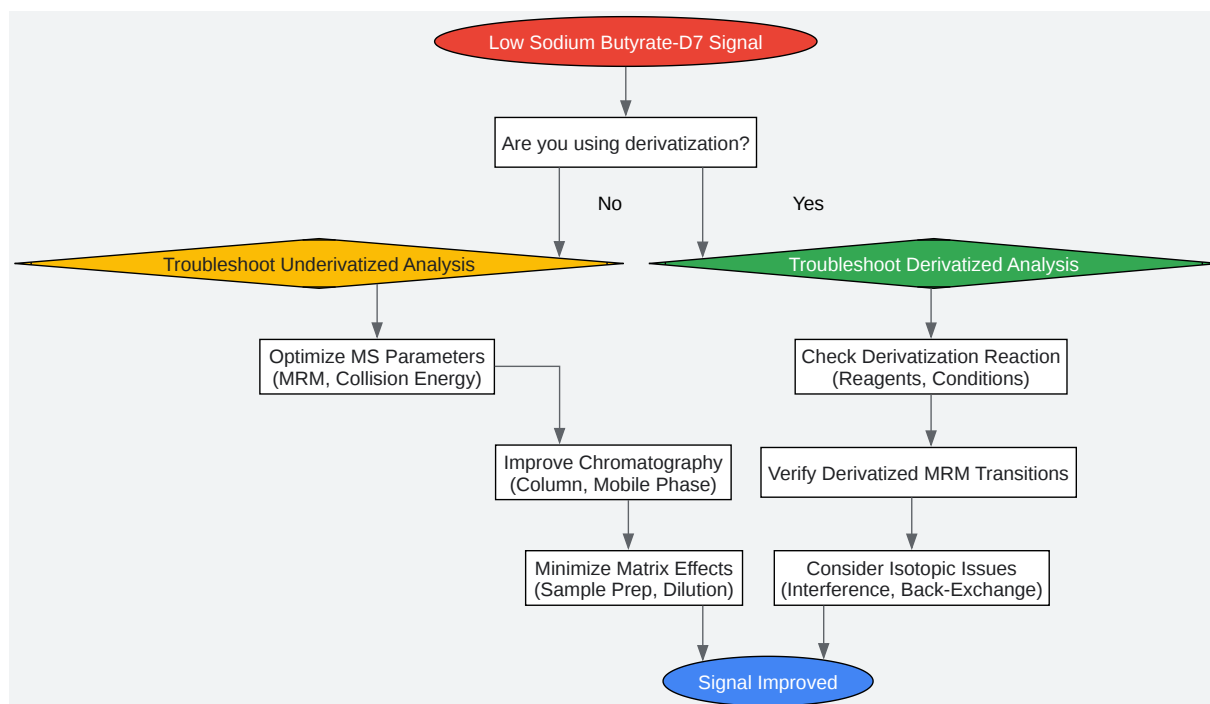 Low Sodium Butyrate-D7 Signal
Are you using derivatization?
No
Yes
Troubleshoot Underivatized Analysis
Troubleshoot Derivatized Analysis
Optimize MS Parameters
(MRM, Collision Energy)
Check Derivatization Reaction
(Reagents, Conditions)
Improve Chromatography
(Column, Mobile Phase)
Verify Derivatized MRM Transitions
Minimize Matrix Effects
(Sample Prep, Dilution)
Consider Isotopic Issues
(Interference, Back-Exchange)
Signal Improved